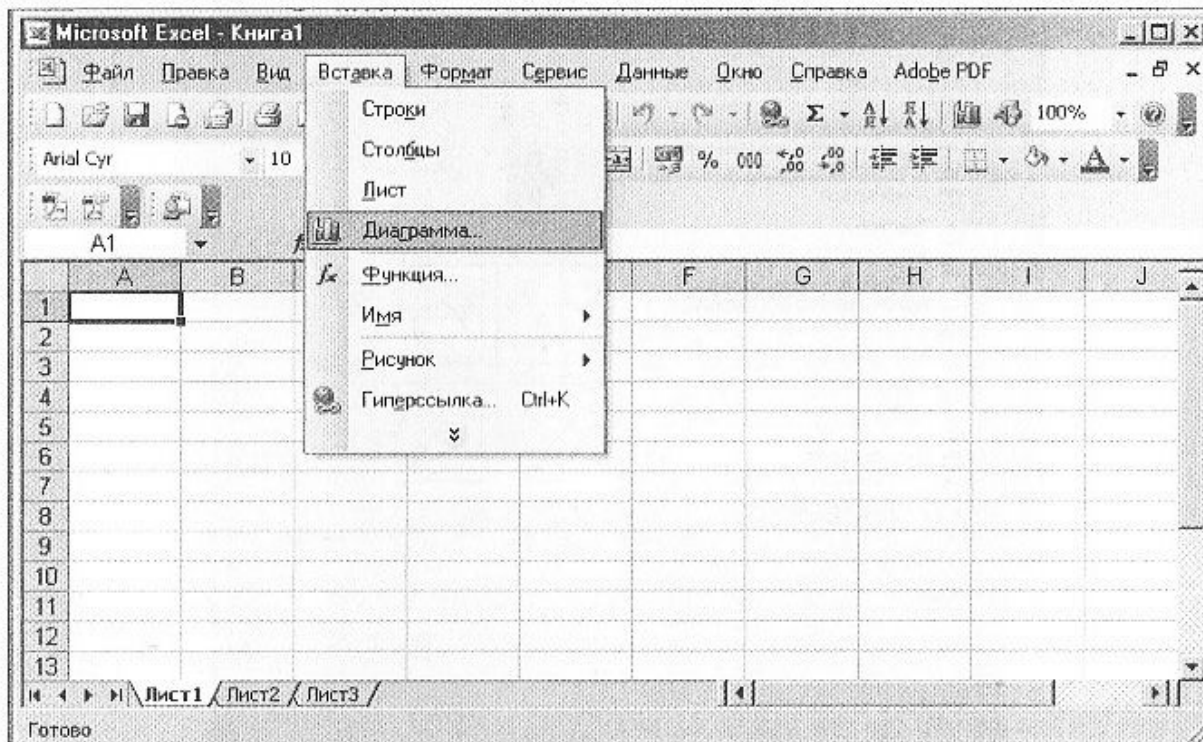 Microsoft Excel - Книга1
Файл Правка Вид Вставка Формат Сервис Данные Окно Справка Adobe PDF
100%
Arial Cyr 10
% 000
A1
Строки
Столбцы
Лист
Диаграмма...
Функция...
Имя
Рисунок
Гиперссылка... Ctrl+K
A B F G H I J
1
2
3
4
5
6
7
8
9
10
11
12
13
Лист1 Лист2 Лист3
Готово